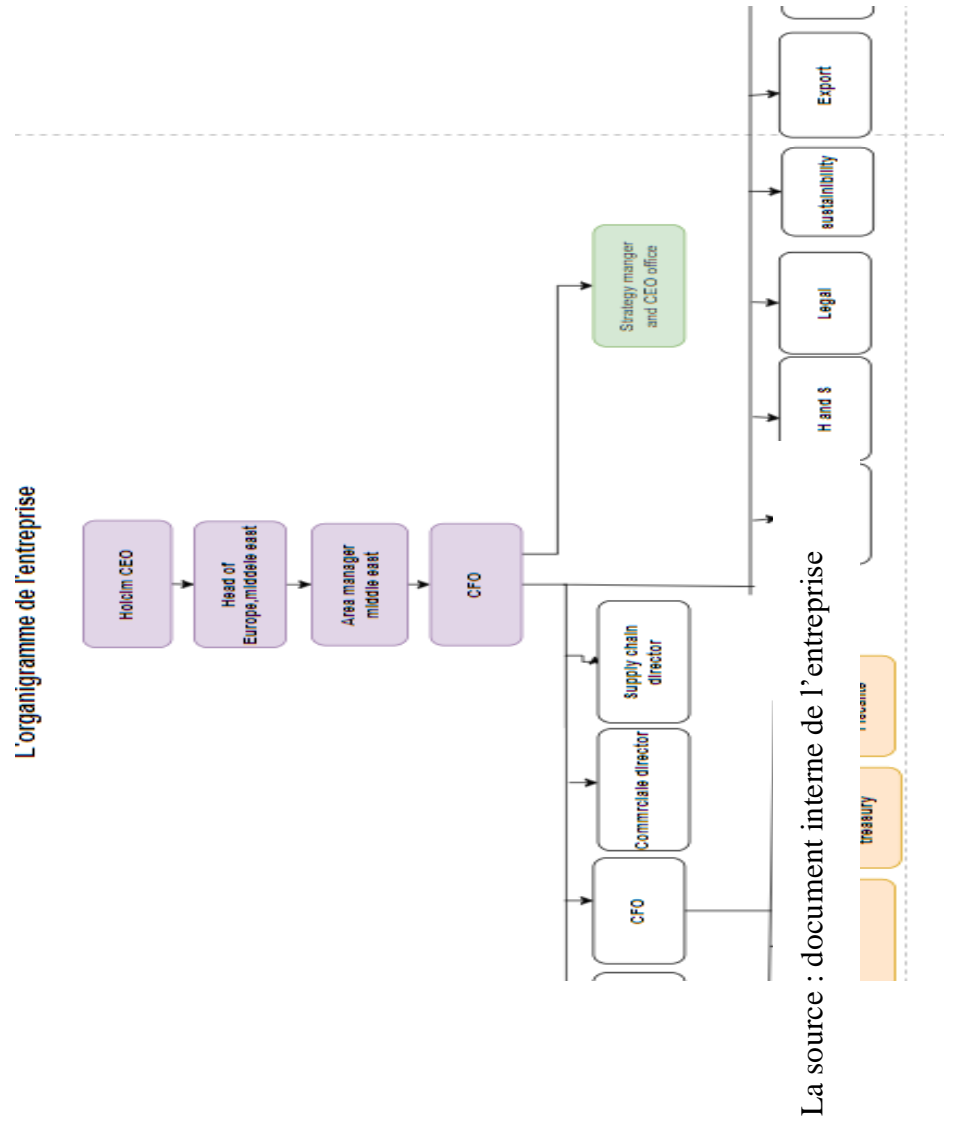 L'organigramme de l'entreprise
Holcim CEO
Head of
Europe,middele east
Area manager
middle east
CFO
Strategy manger
and CEO office
CFO
Commrciale director
Supply chain
director
H and S
Legal
sustainibility
Export
treasury
La source : document interne de l'entreprise